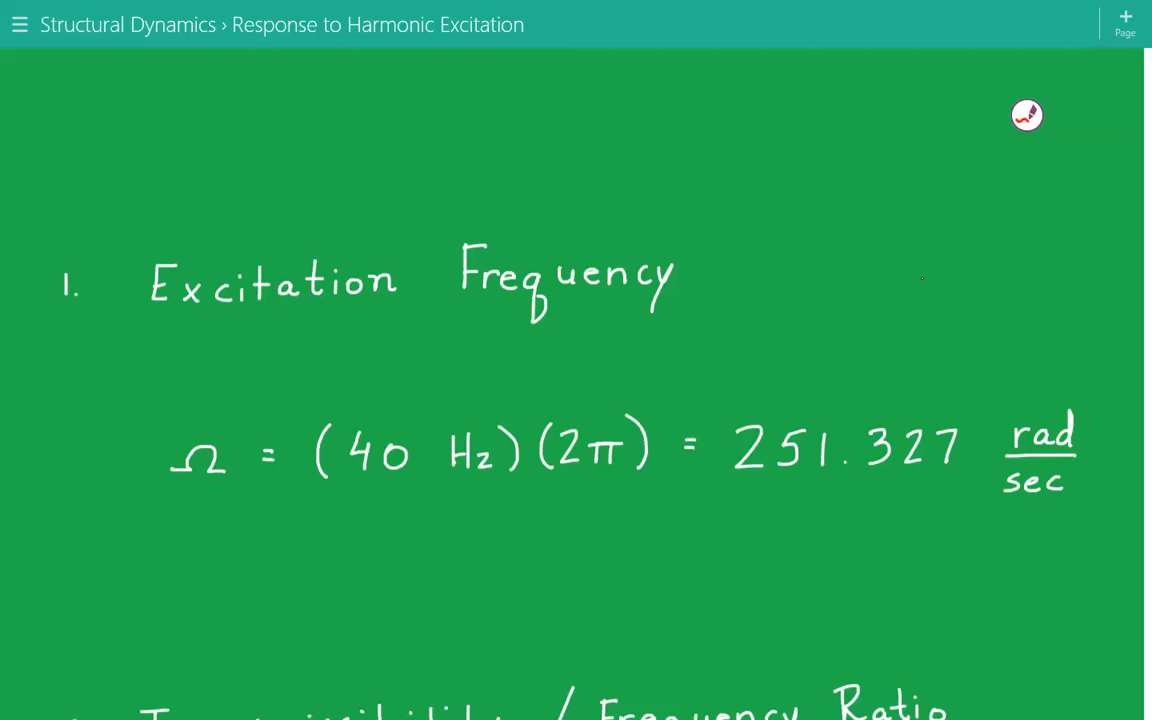 Structural Dynamics › Response to Harmonic Excitation
Page
1. Excitation Frequency
Ω = (40 Hz)(2π) = 251.327 rad/sec
/ Frequency Ratio